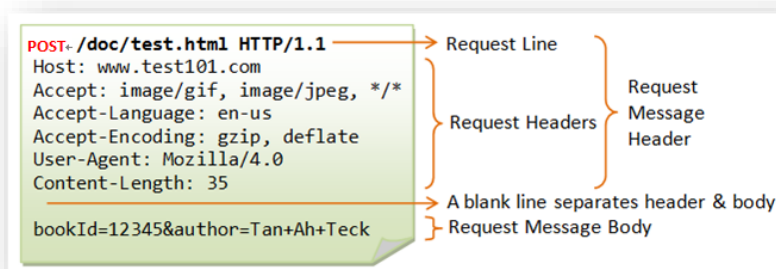 POST /doc/test.html HTTP/1.1
Host: www.test101.com
Accept: image/gif, image/jpeg, */*
Accept-Language: en-us
Accept-Encoding: gzip, deflate
User-Agent: Mozilla/4.0
Content-Length: 35
bookId=12345&author=Tan+Ah+Teck
Request Line
Request Headers
Request
Message
Header
A blank line separates header & body
Request Message Body